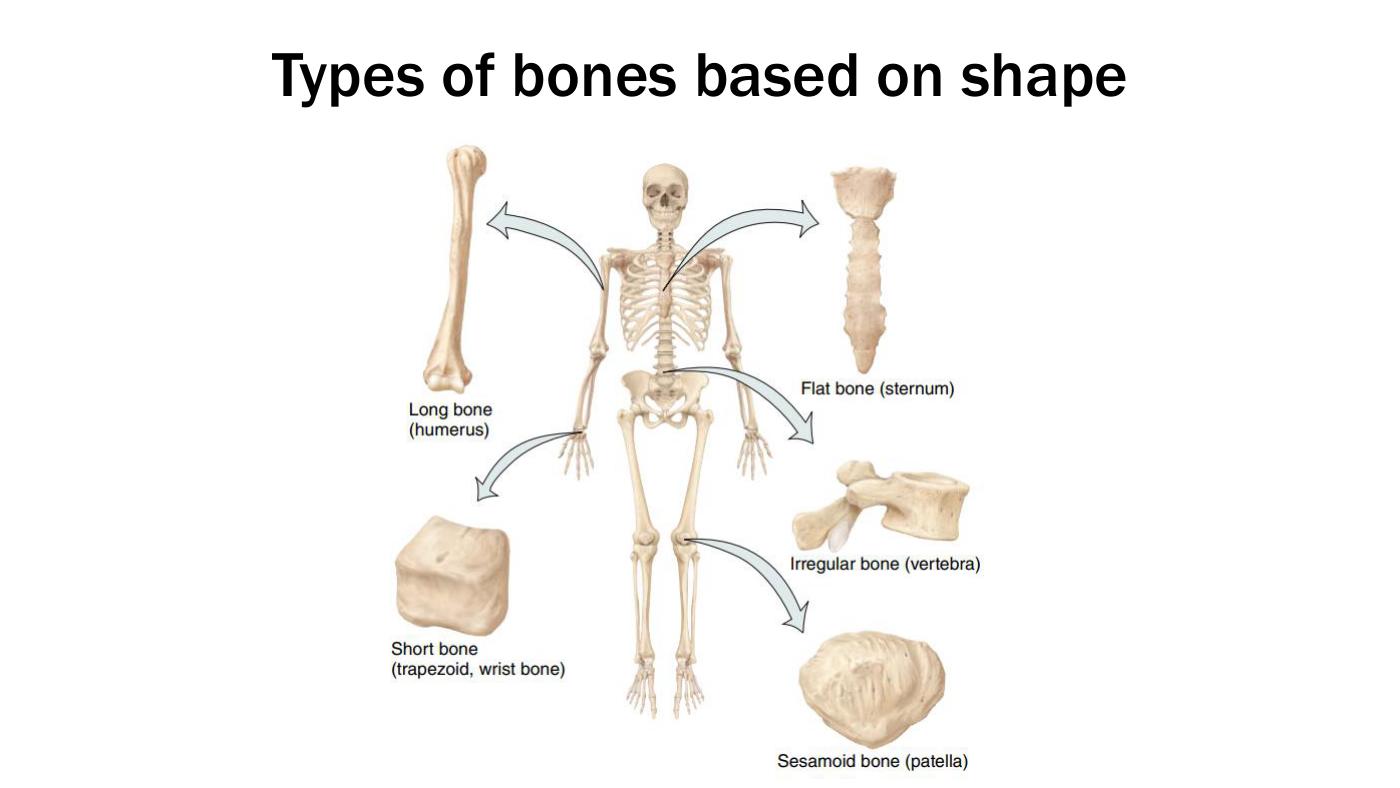 Types of bones based on shape
Long bone
(humerus)
Flat bone (sternum)
Short bone
(trapezoid, wrist bone)
Irregular bone (vertebra)
Sesamoid bone (patella)